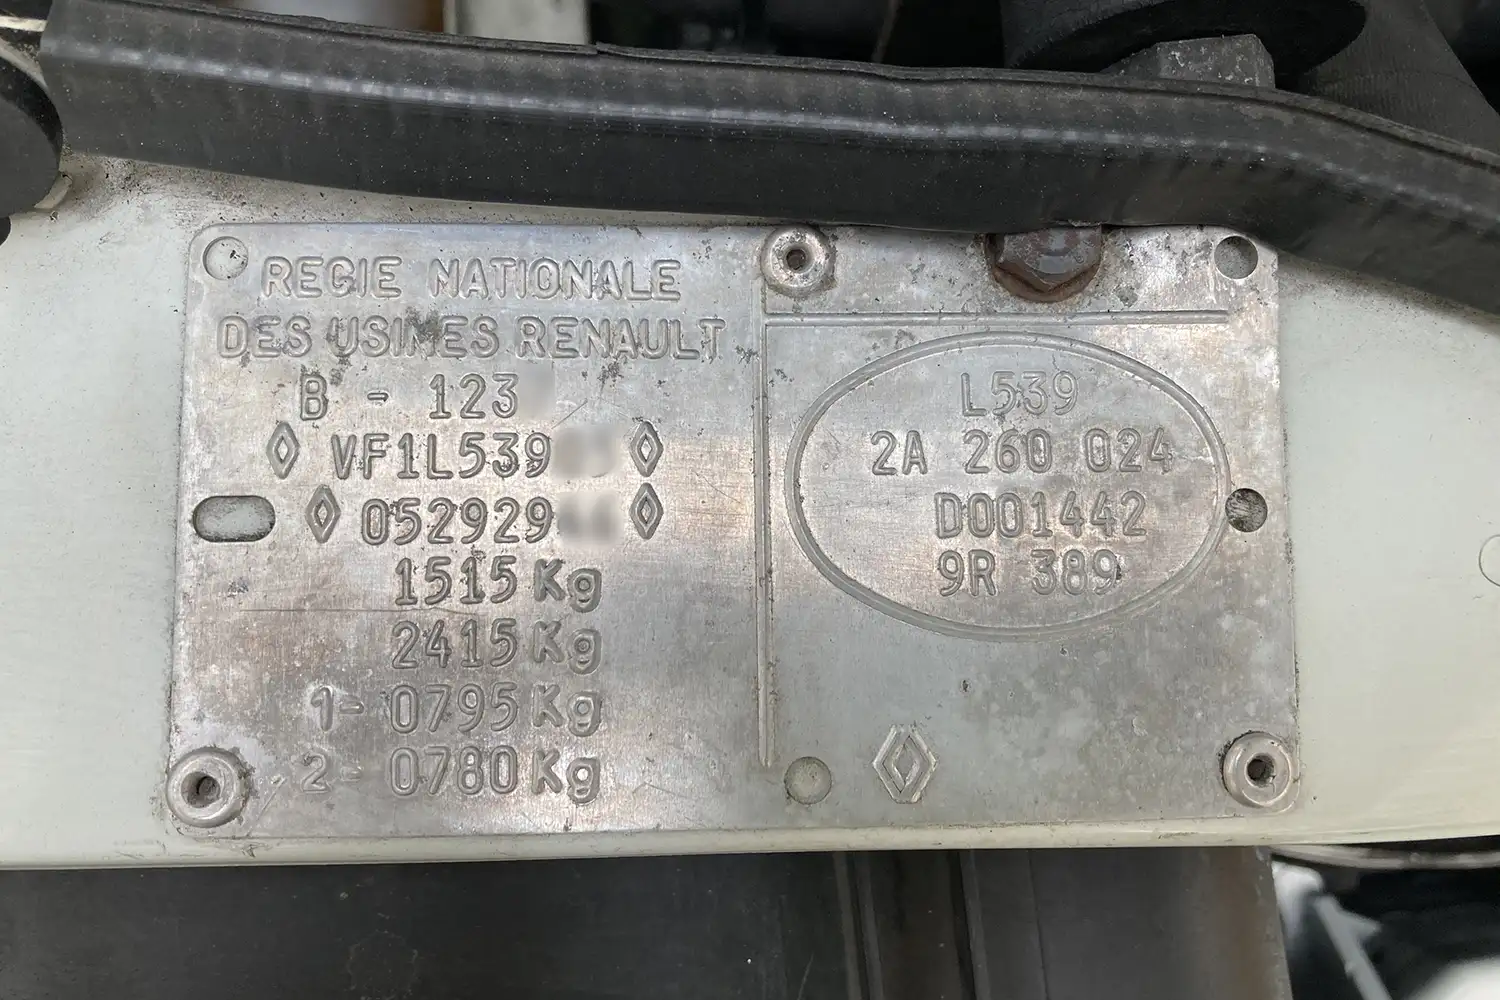 REGIE NATIONALE
DES USINES RENAULT
B - 123
VF1L539
052929
1515 Kg
2415 Kg
1- 0795 Kg
2- 0780 Kg
L539
2A 260 024
D001442
9R 389